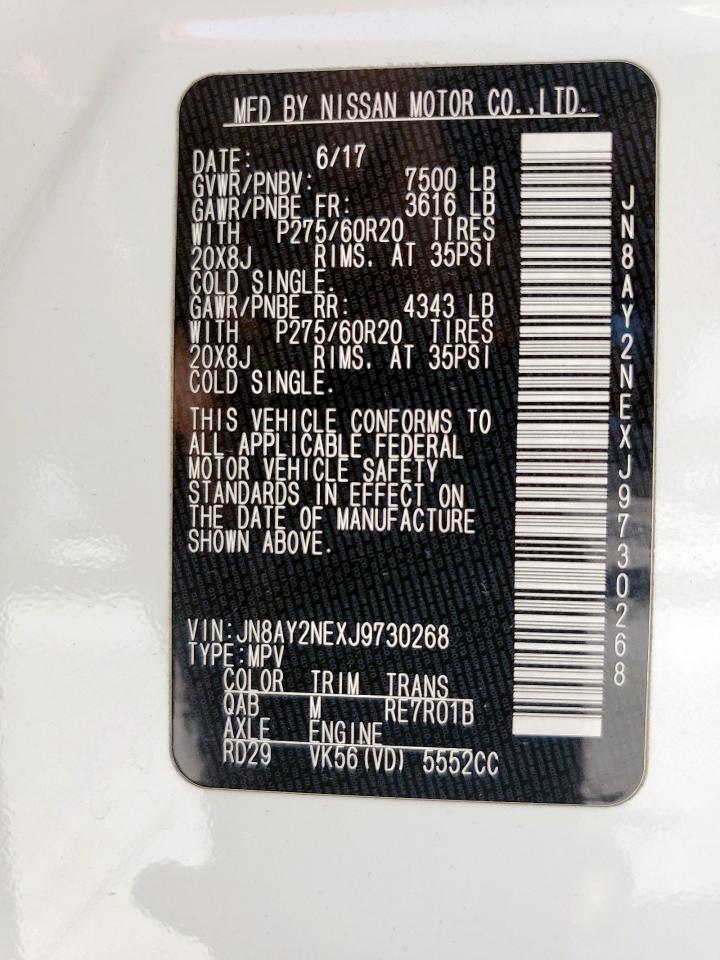 MFD BY NISSAN MOTOR CO.,LTD.
DATE: 6/17
GVWR/PNBV: 7500 LB
GAWR/PNBE FR: 3616 LB
WITH P275/60R20 TIRES
20X8J RIMS. AT 35PSI
COLD SINGLE.
GAWR/PNBE RR: 4343 LB
WITH P275/60R20 TIRES
20X8J RIMS. AT 35PSI
COLD SINGLE.
THIS VEHICLE CONFORMS TO
ALL APPLICABLE FEDERAL
MOTOR VEHICLE SAFETY
STANDARDS IN EFFECT ON
THE DATE OF MANUFACTURE
SHOWN ABOVE.
VIN:JN8AY2NEXJ9730268
TYPE:MPV
COLOR TRIM TRANS
QAB M RE7R01B
AXLE ENGINE
RD29 VK56(VD) 5552CC
JN8AY2NEXJ9730268